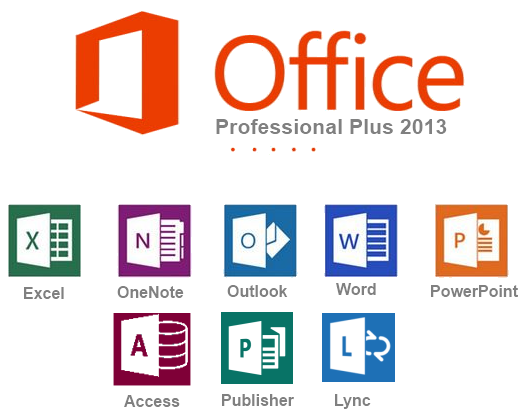 Office
Professional Plus 2013
X N O W P
Excel OneNote Outlook Word PowerPoint
A P L
Access Publisher Lync